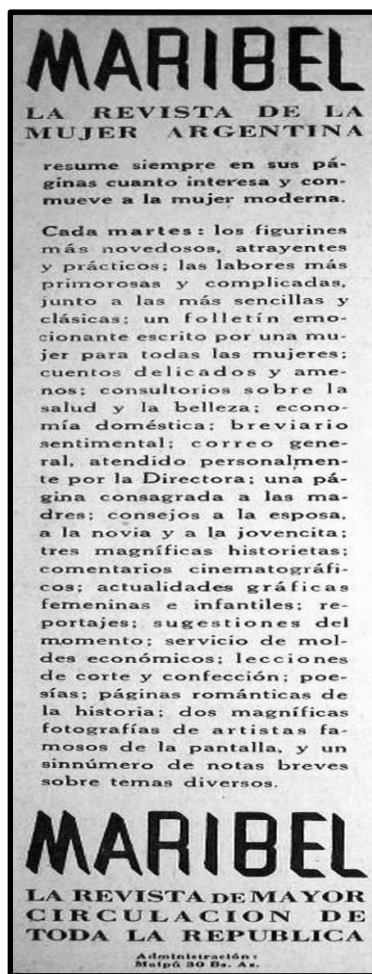 MARIBEL
LA REVISTA DE LA
MUJER ARGENTINA
resume siempre en sus pá-
ginas cuanto interesa y con-
mueve a la mujer moderna.
Cada martes: los figurines
más novedosos, atrayentes
y prácticos; las labores más
primorosas y complicadas,
junto a las más sencillas y
clásicas; un folletín emo-
cionante escrito por una mu-
jer para todas las mujeres;
cuentos delicados y ame-
nos; consultorios sobre la
salud y la belleza; econo-
mía doméstica; breviario
sentimental; correo gene-
ral, atendido personalmen-
te por la Directora; una pá-
gina consagrada a las ma-
dres; consejos a la esposa,
a la novia y a la jovencita;
tres magníficas historietas;
comentarios cinematográfi-
cos; actualidades gráficas
femeninas e infantiles; re-
portajes; sugestiones del
momento; servicio de mol-
des económicos; lecciones
de corte y confección; poe-
sías; páginas románticas de
la historia; dos magníficas
fotografías de artistas fa-
mosos de la pantalla, y un
sinnúmero de notas breves
sobre temas diversos.
MARIBEL
LA REVISTA DE MAYOR
CIRCULACION DE
TODA LA REPUBLICA
Administración:
Maipú 30 Bs. As.